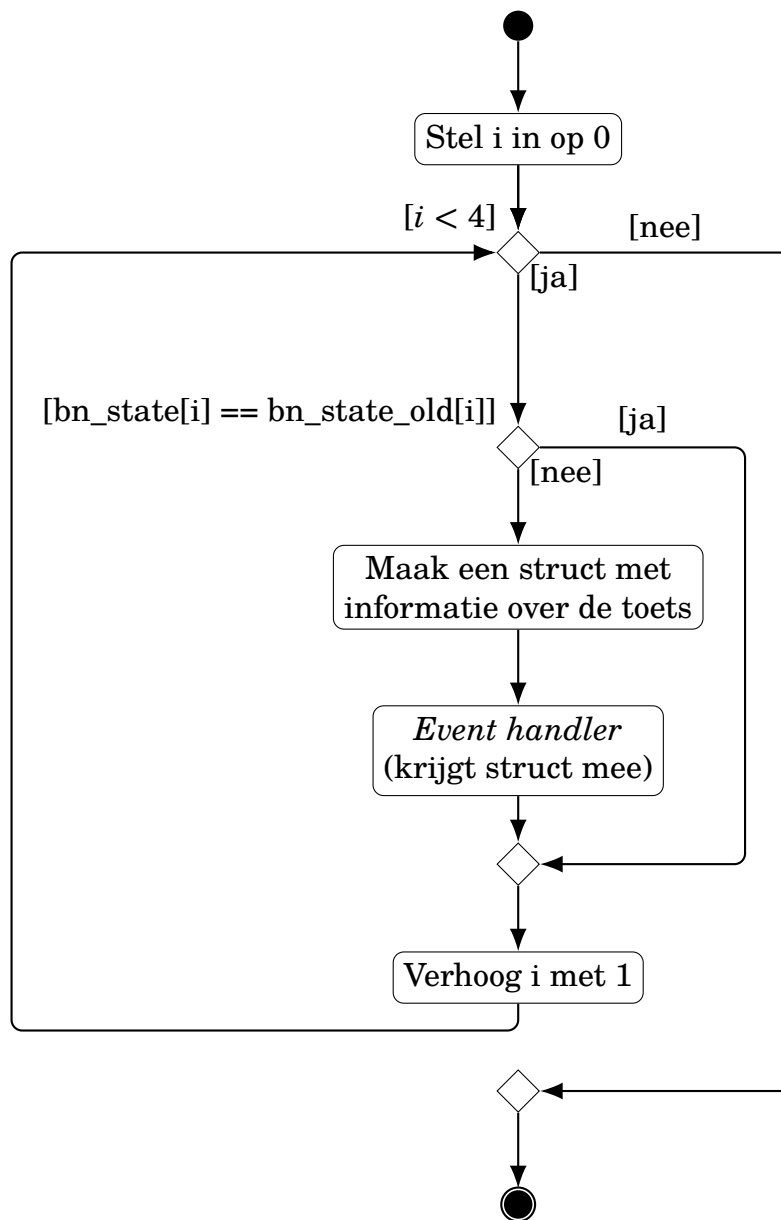 Stel i in op 0
[i < 4]
[nee]
[ja]
[bn_state[i] == bn_state_old[i]]
[ja]
[nee]
Maak een struct met
informatie over de toets
Event handler
(krijgt struct mee)
Verhoog i met 1